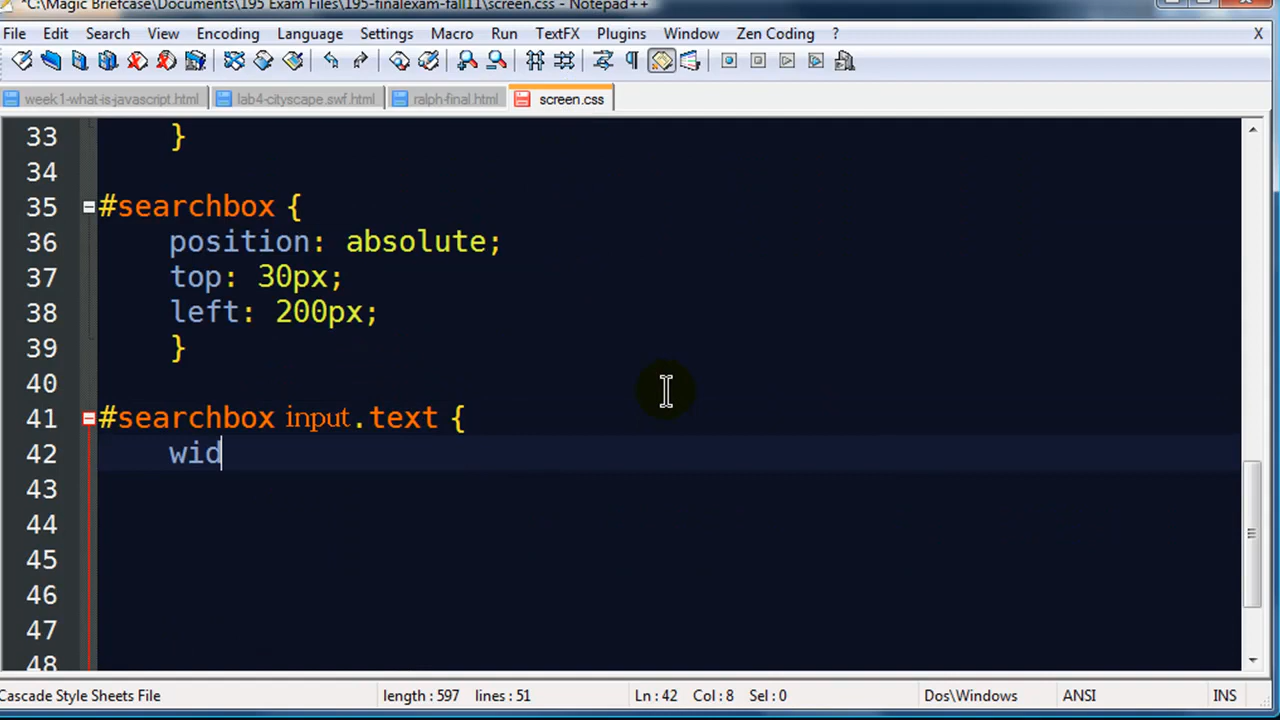 *C:\Magic Briefcase\Documents\195 Exam Files\195-finalexam-fall11\screen.css - Notepad++
File Edit Search View Encoding Language Settings Macro Run TextFX Plugins Window Zen Coding ? X
week1-what-is-javascript.html lab4-cityscape.swf.html ralph-final.html screen.css
33 }
34
35 #searchbox {
36 position: absolute;
37 top: 30px;
38 left: 200px;
39 }
40
41 #searchbox input.text {
42 wid
43
44
45
46
47
48
Cascade Style Sheets File length : 597 lines : 51 Ln : 42 Col : 8 Sel : 0 Dos\Windows ANSI INS